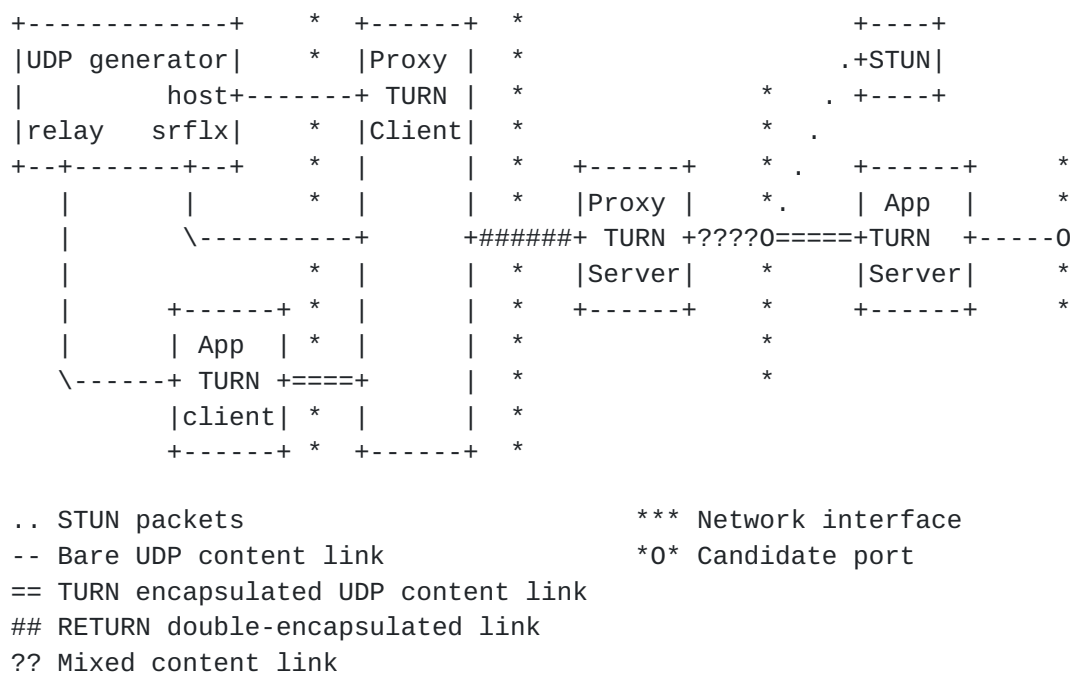 +-------------+    *  +------+  *                     +----+
|UDP generator|    *  |Proxy |  *                    .+STUN|
|         host+-------+ TURN |  *              *   . +----+
|relay   srflx|    *  |Client|  *              *  .
+--+-------+--+    *  |      |  *   +------+   * .   +------+      *
   |       |       *  |      |  *   |Proxy |   *.    | App  |      *
   |       \----------+      +######+ TURN +????O=====+TURN  +-----O
   |               *  |      |  *   |Server|    *     |Server|     *
   |      +------+ *  |      |  *   +------+    *     +------+     *
   |      | App  | *  |      |  *               *
   \------+ TURN +====+      |  *               *
          |client| *  |      |  *
          +------+ *  +------+  *
.. STUN packets                         *** Network interface
-- Bare UDP content link                *O* Candidate port
== TURN encapsulated UDP content link
## RETURN double-encapsulated link
?? Mixed content link